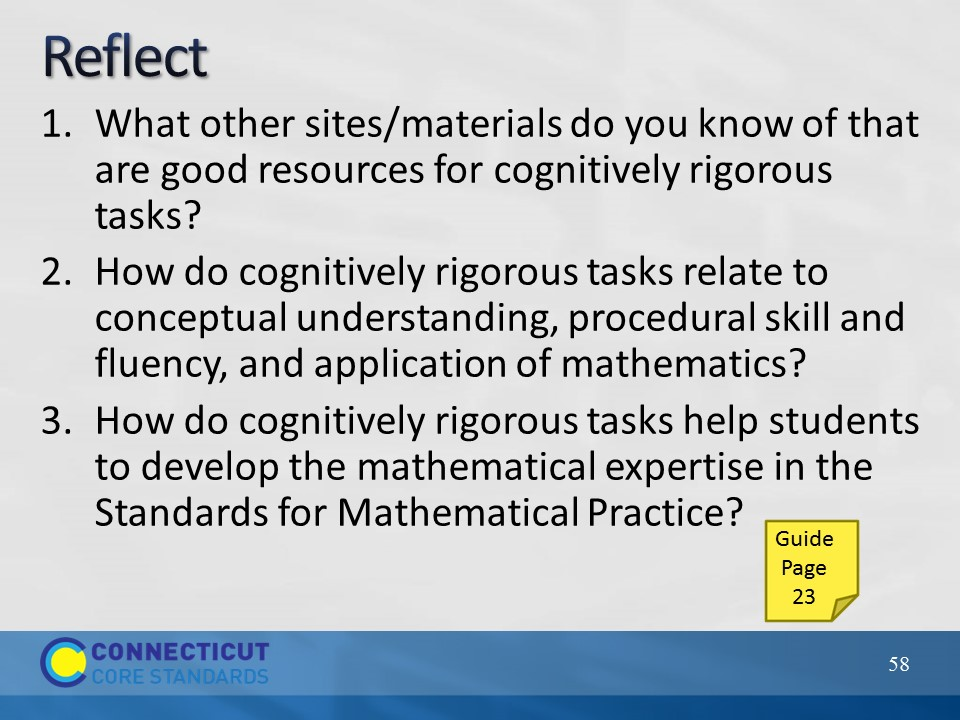 Reflect
1. What other sites/materials do you know of that
are good resources for cognitively rigorous
tasks?
2. How do cognitively rigorous tasks relate to
conceptual understanding, procedural skill and
fluency, and application of mathematics?
3. How do cognitively rigorous tasks help students
to develop the mathematical expertise in the
Standards for Mathematical Practice?
Guide
Page
23
CONNECTICUT
CORE STANDARDS
58